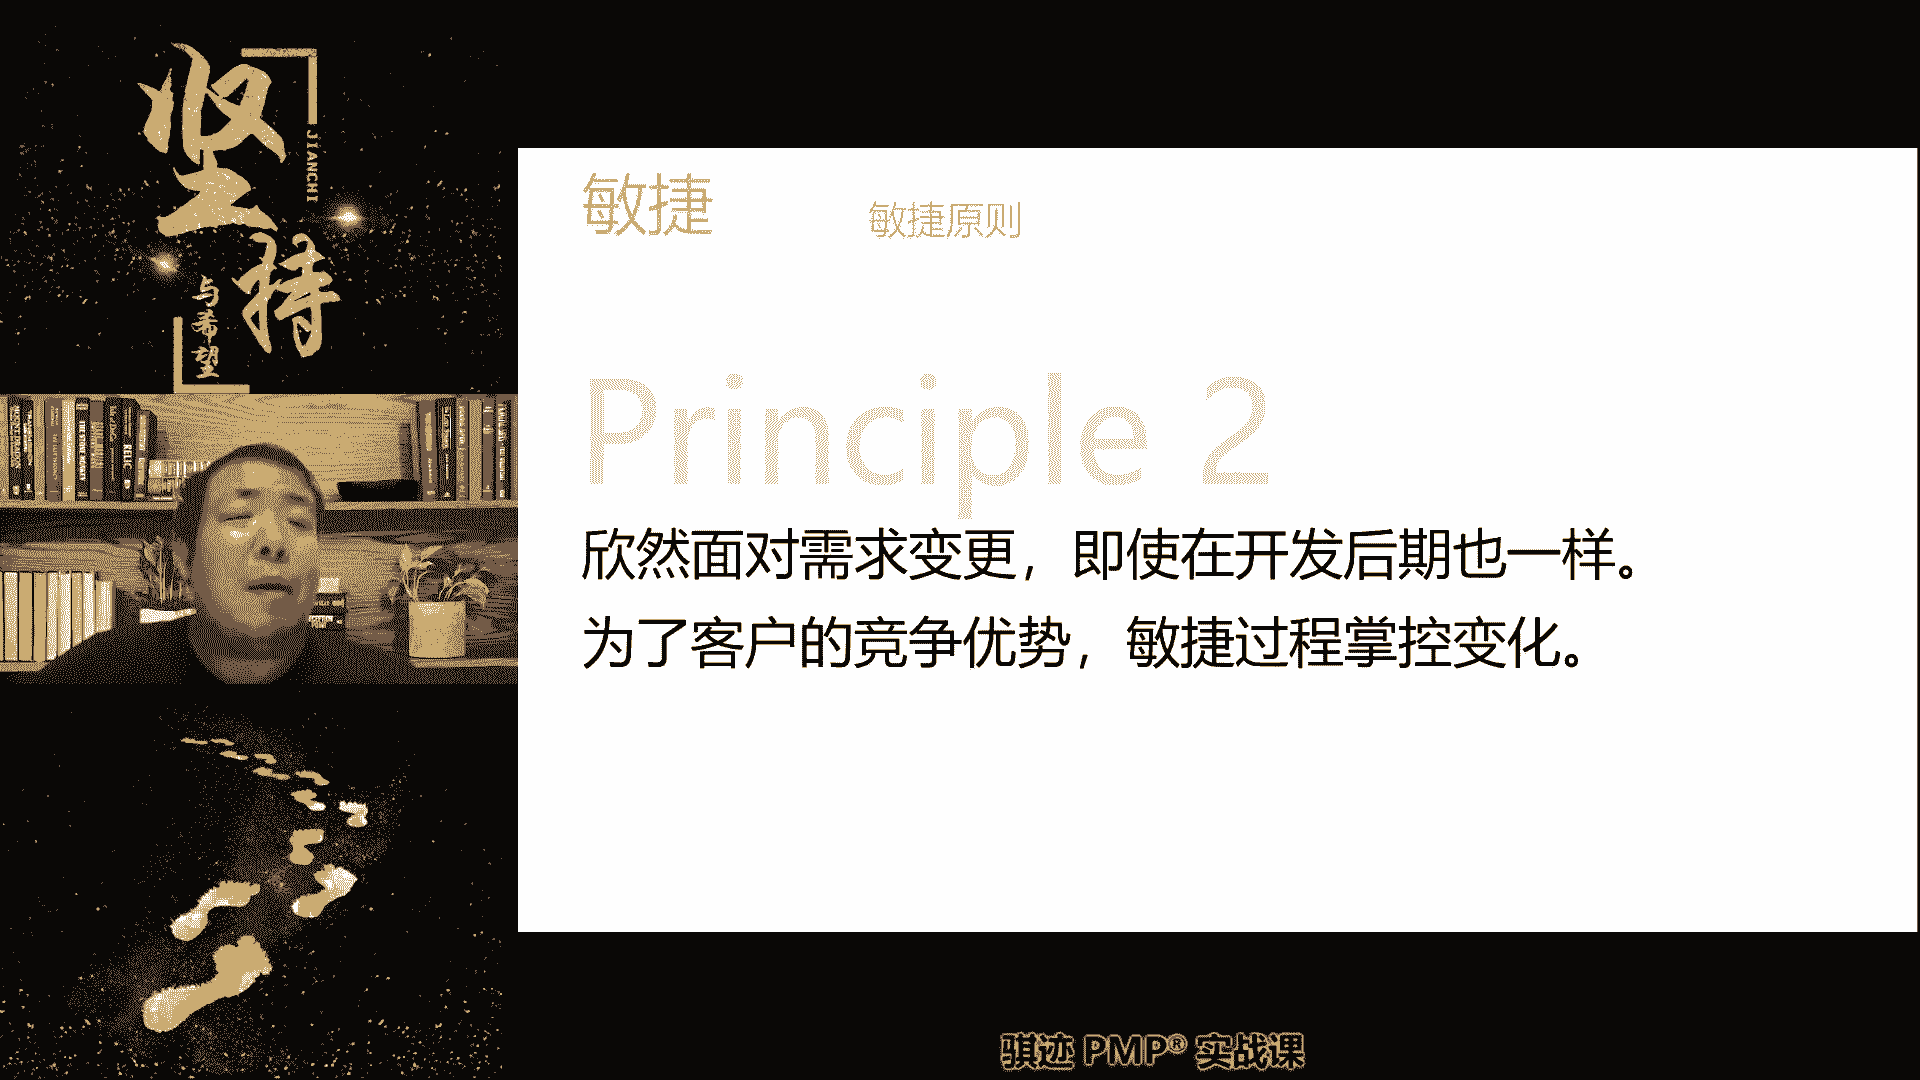 坚持
JIANCHI
与希望
敏捷
敏捷原则
Principle 2
欣然面对需求变更，即使在开发后期也一样。
为了客户的竞争优势，敏捷过程掌控变化。
骐迹 PMP® 实战课